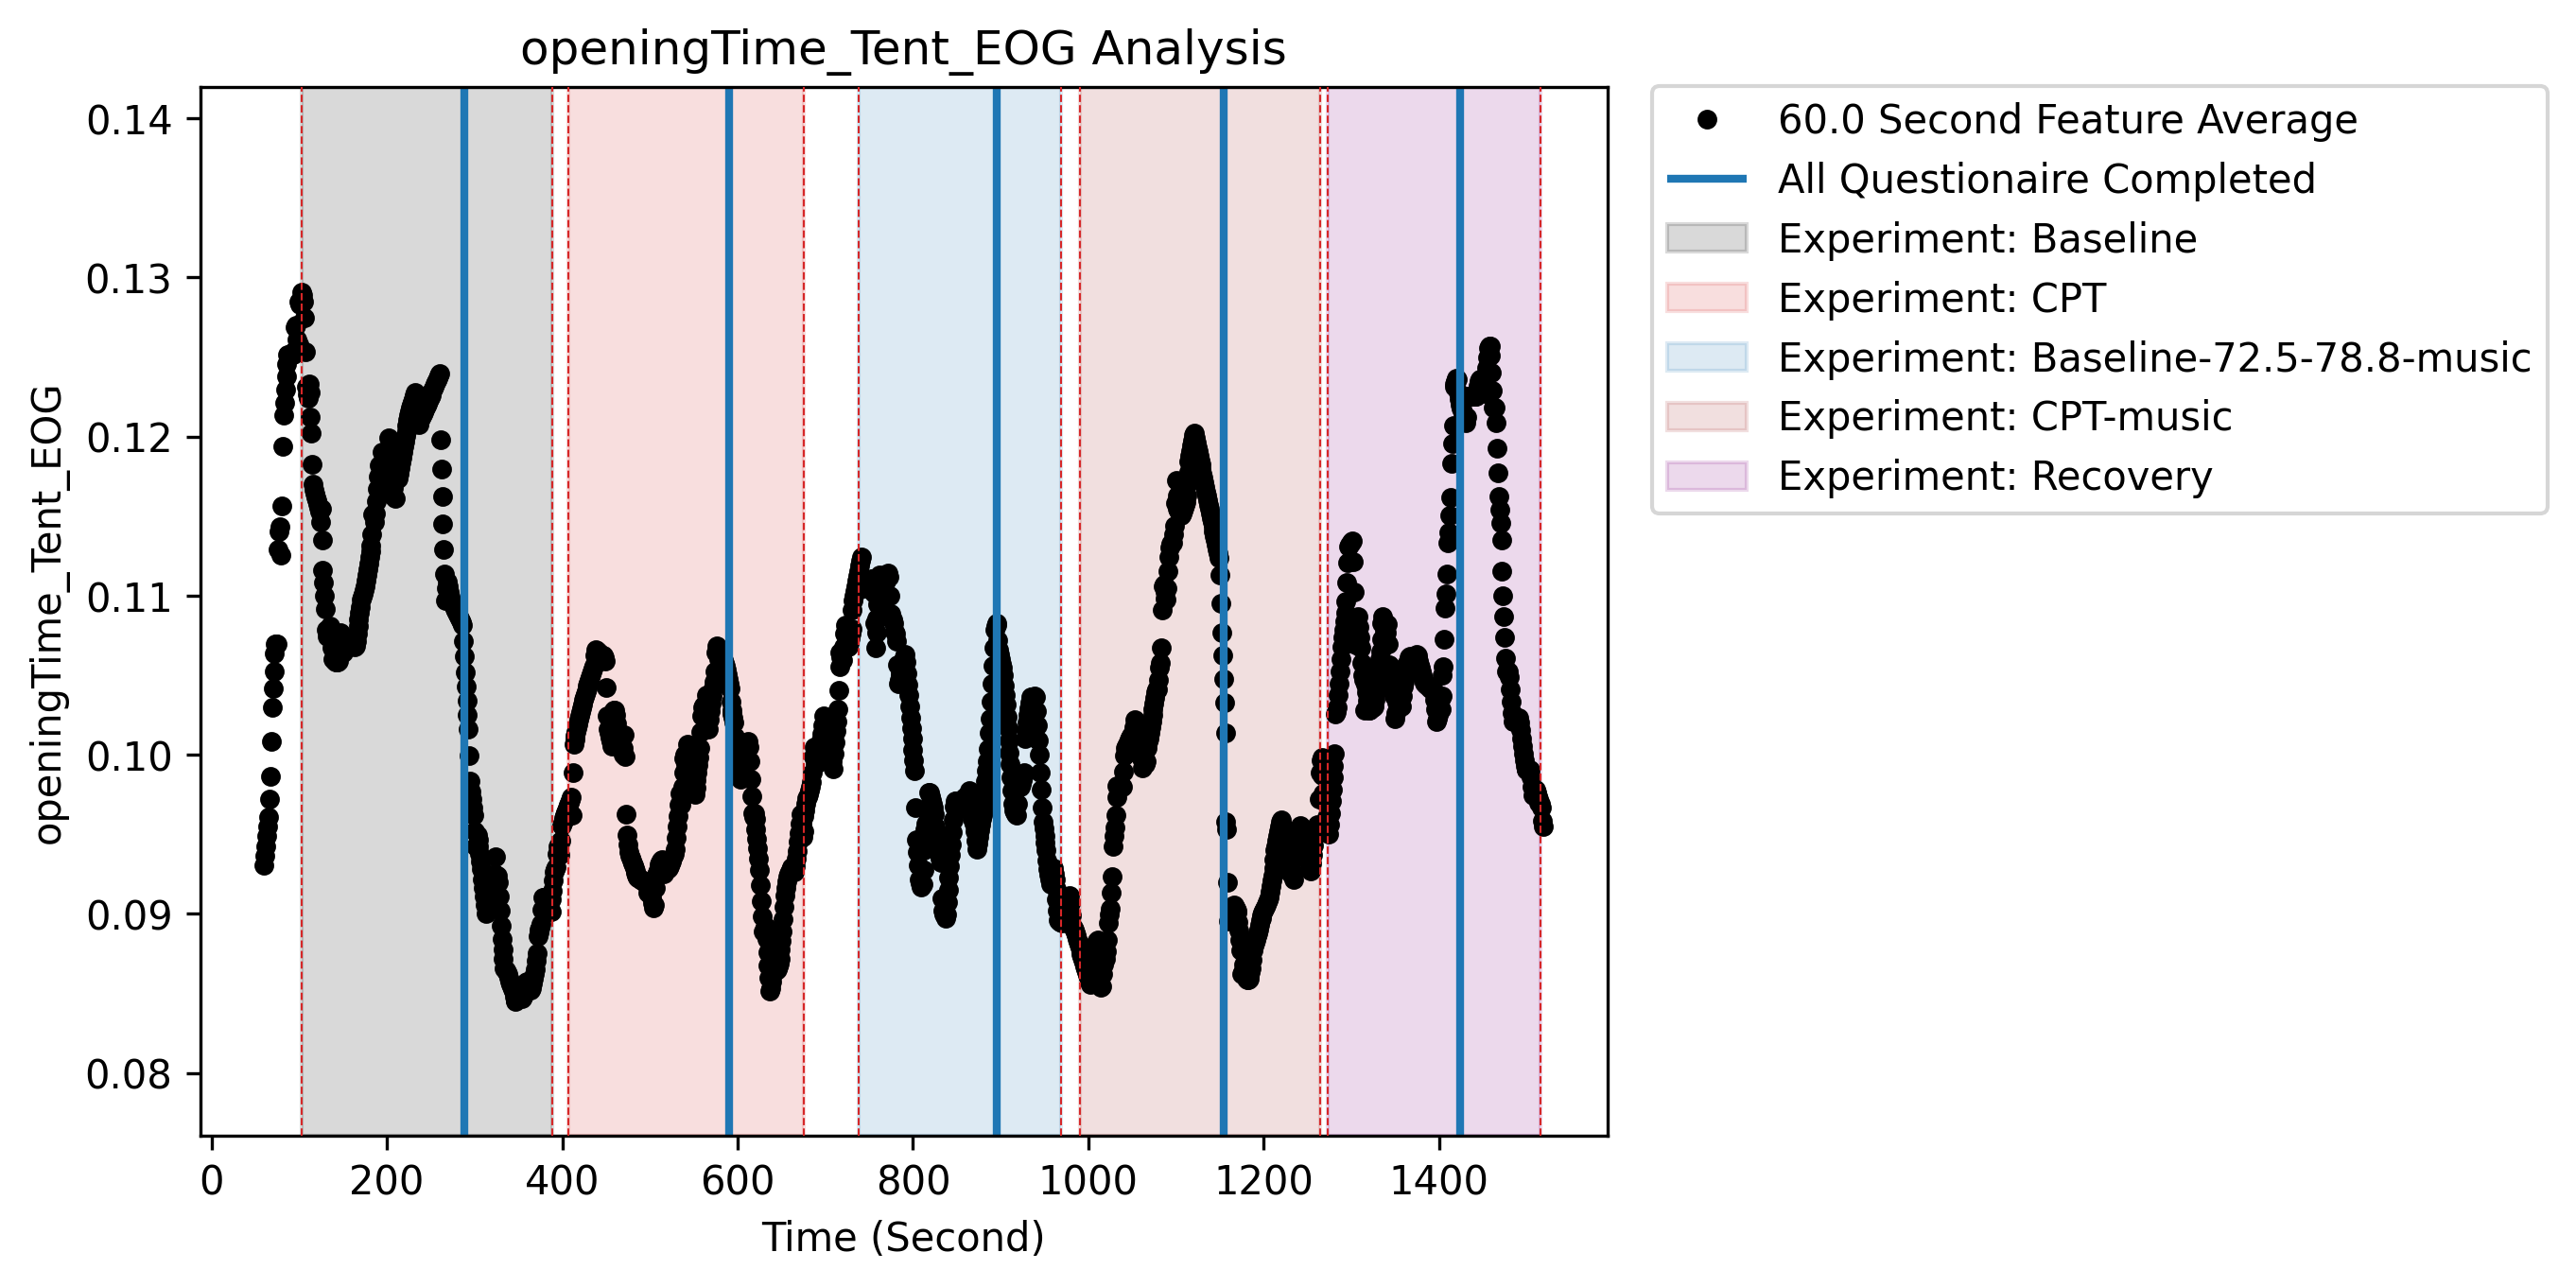 openingTime_Tent_EOG Analysis
openingTime_Tent_EOG
0.14
0.13
0.12
0.11
0.10
0.09
0.08
0 200 400 600 800 1000 1200 1400
Time (Second)
60.0 Second Feature Average
All Questionaire Completed
Experiment: Baseline
Experiment: CPT
Experiment: Baseline-72.5-78.8-music
Experiment: CPT-music
Experiment: Recovery